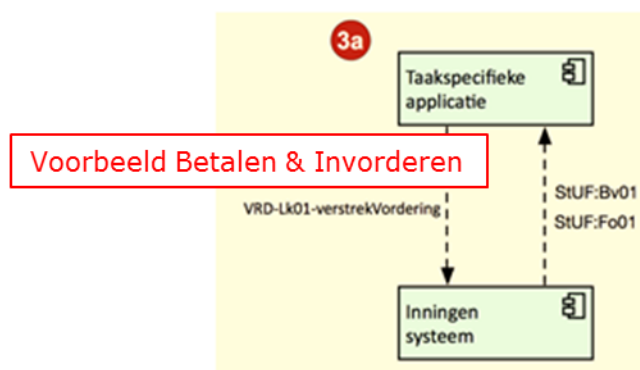 3a
Taakspecifieke
applicatie
Voorbeeld Betalen & Invorderen
VRD-Lk01-verstrekVordering
StUF:Bv01
StUF:Fo01
Inningen
systeem